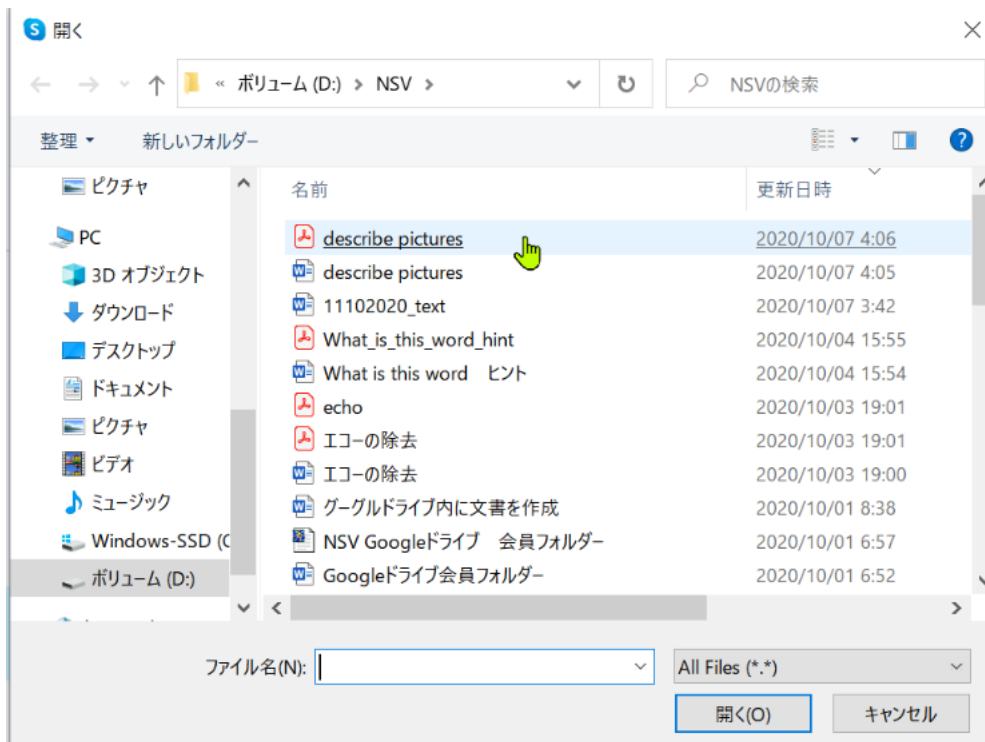 S 開く
« ボリューム (D:) > NSV >
NSVの検索
整理
新しいフォルダー
名前
更新日時
ピクチャ
PC
3D オブジェクト
ダウンロード
デスクトップ
ドキュメント
ピクチャ
ビデオ
ミュージック
Windows-SSD (C
ボリューム (D:)
describe pictures 2020/10/07 4:06
describe pictures 2020/10/07 4:05
11102020_text 2020/10/07 3:42
What_is_this_word_hint 2020/10/04 15:55
What is this word　ヒント 2020/10/04 15:54
echo 2020/10/03 19:01
エコーの除去 2020/10/03 19:01
エコーの除去 2020/10/03 19:00
グーグルドライブ内に文書を作成 2020/10/01 8:38
NSV Googleドライブ　会員フォルダー 2020/10/01 6:57
Googleドライブ会員フォルダー 2020/10/01 6:52
ファイル名(N):
All Files (*.*)
開く(O)
キャンセル